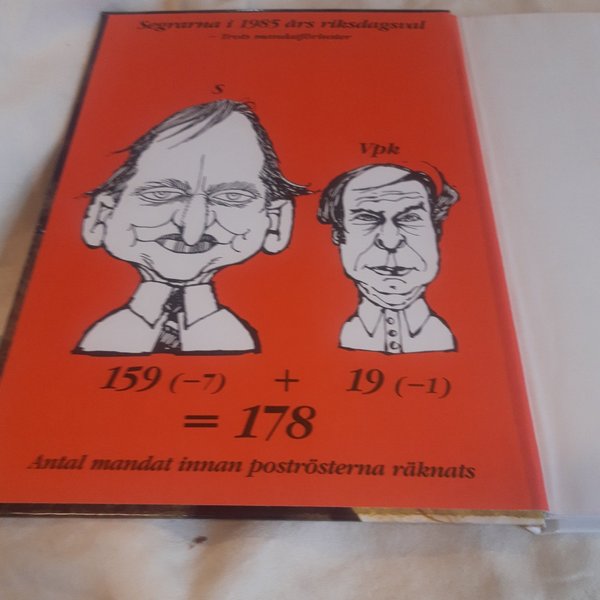 Segrarna i 1985 års riksdagsval
– Trots mandatförluster
S
Vpk
159 (–7) + 19 (–1)
= 178
Antal mandat innan poströsterna räknats